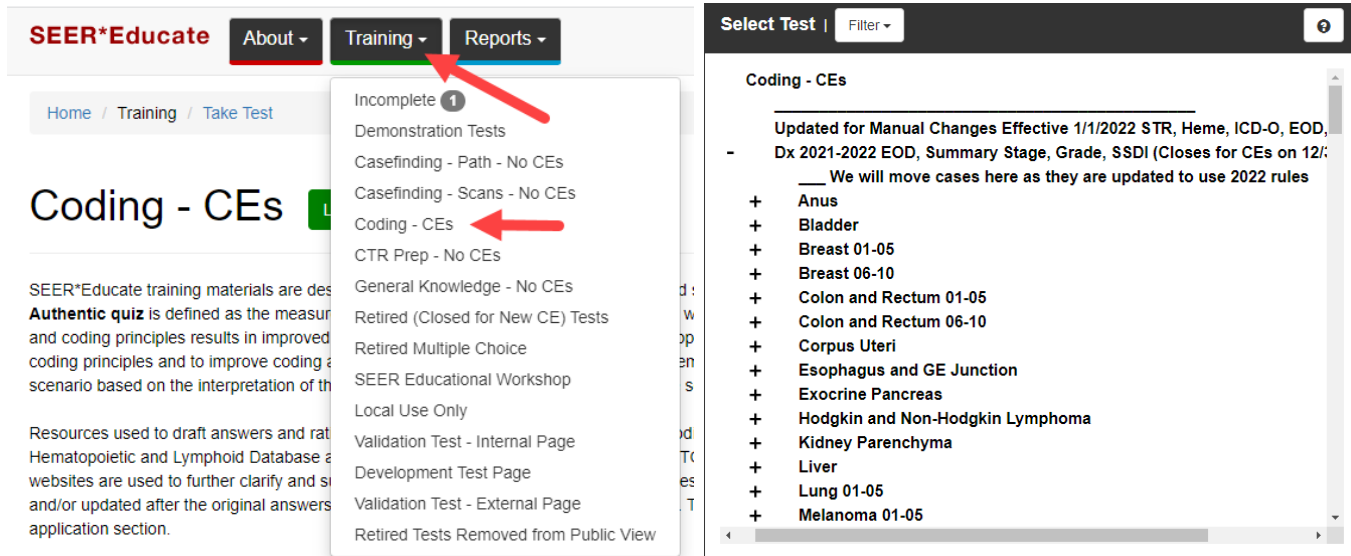 SEER*Educate
About
Training
Reports
Home / Training / Take Test
Coding - CEs
Incomplete 1
Demonstration Tests
Casefinding - Path - No CEs
Casefinding - Scans - No CEs
Coding - CEs
CTR Prep - No CEs
General Knowledge - No CEs
Retired (Closed for New CE) Tests
Retired Multiple Choice
SEER Educational Workshop
Local Use Only
Validation Test - Internal Page
Development Test Page
Validation Test - External Page
Retired Tests Removed from Public View
SEER*Educate training materials are des
Authentic quiz is defined as the measur
and coding principles results in improved
coding principles and to improve coding a
scenario based on the interpretation of th
Resources used to draft answers and rat
Hematopoietic and Lymphoid Database a
websites are used to further clarify and su
and/or updated after the original answers
application section.
Select Test | Filter
?
Coding - CEs
Updated for Manual Changes Effective 1/1/2022 STR, Heme, ICD-O, EOD,
- Dx 2021-2022 EOD, Summary Stage, Grade, SSDI (Closes for CEs on 12/3
___ We will move cases here as they are updated to use 2022 rules
+ Anus
+ Bladder
+ Breast 01-05
+ Breast 06-10
+ Colon and Rectum 01-05
+ Colon and Rectum 06-10
+ Corpus Uteri
+ Esophagus and GE Junction
+ Exocrine Pancreas
+ Hodgkin and Non-Hodgkin Lymphoma
+ Kidney Parenchyma
+ Liver
+ Lung 01-05
+ Melanoma 01-05